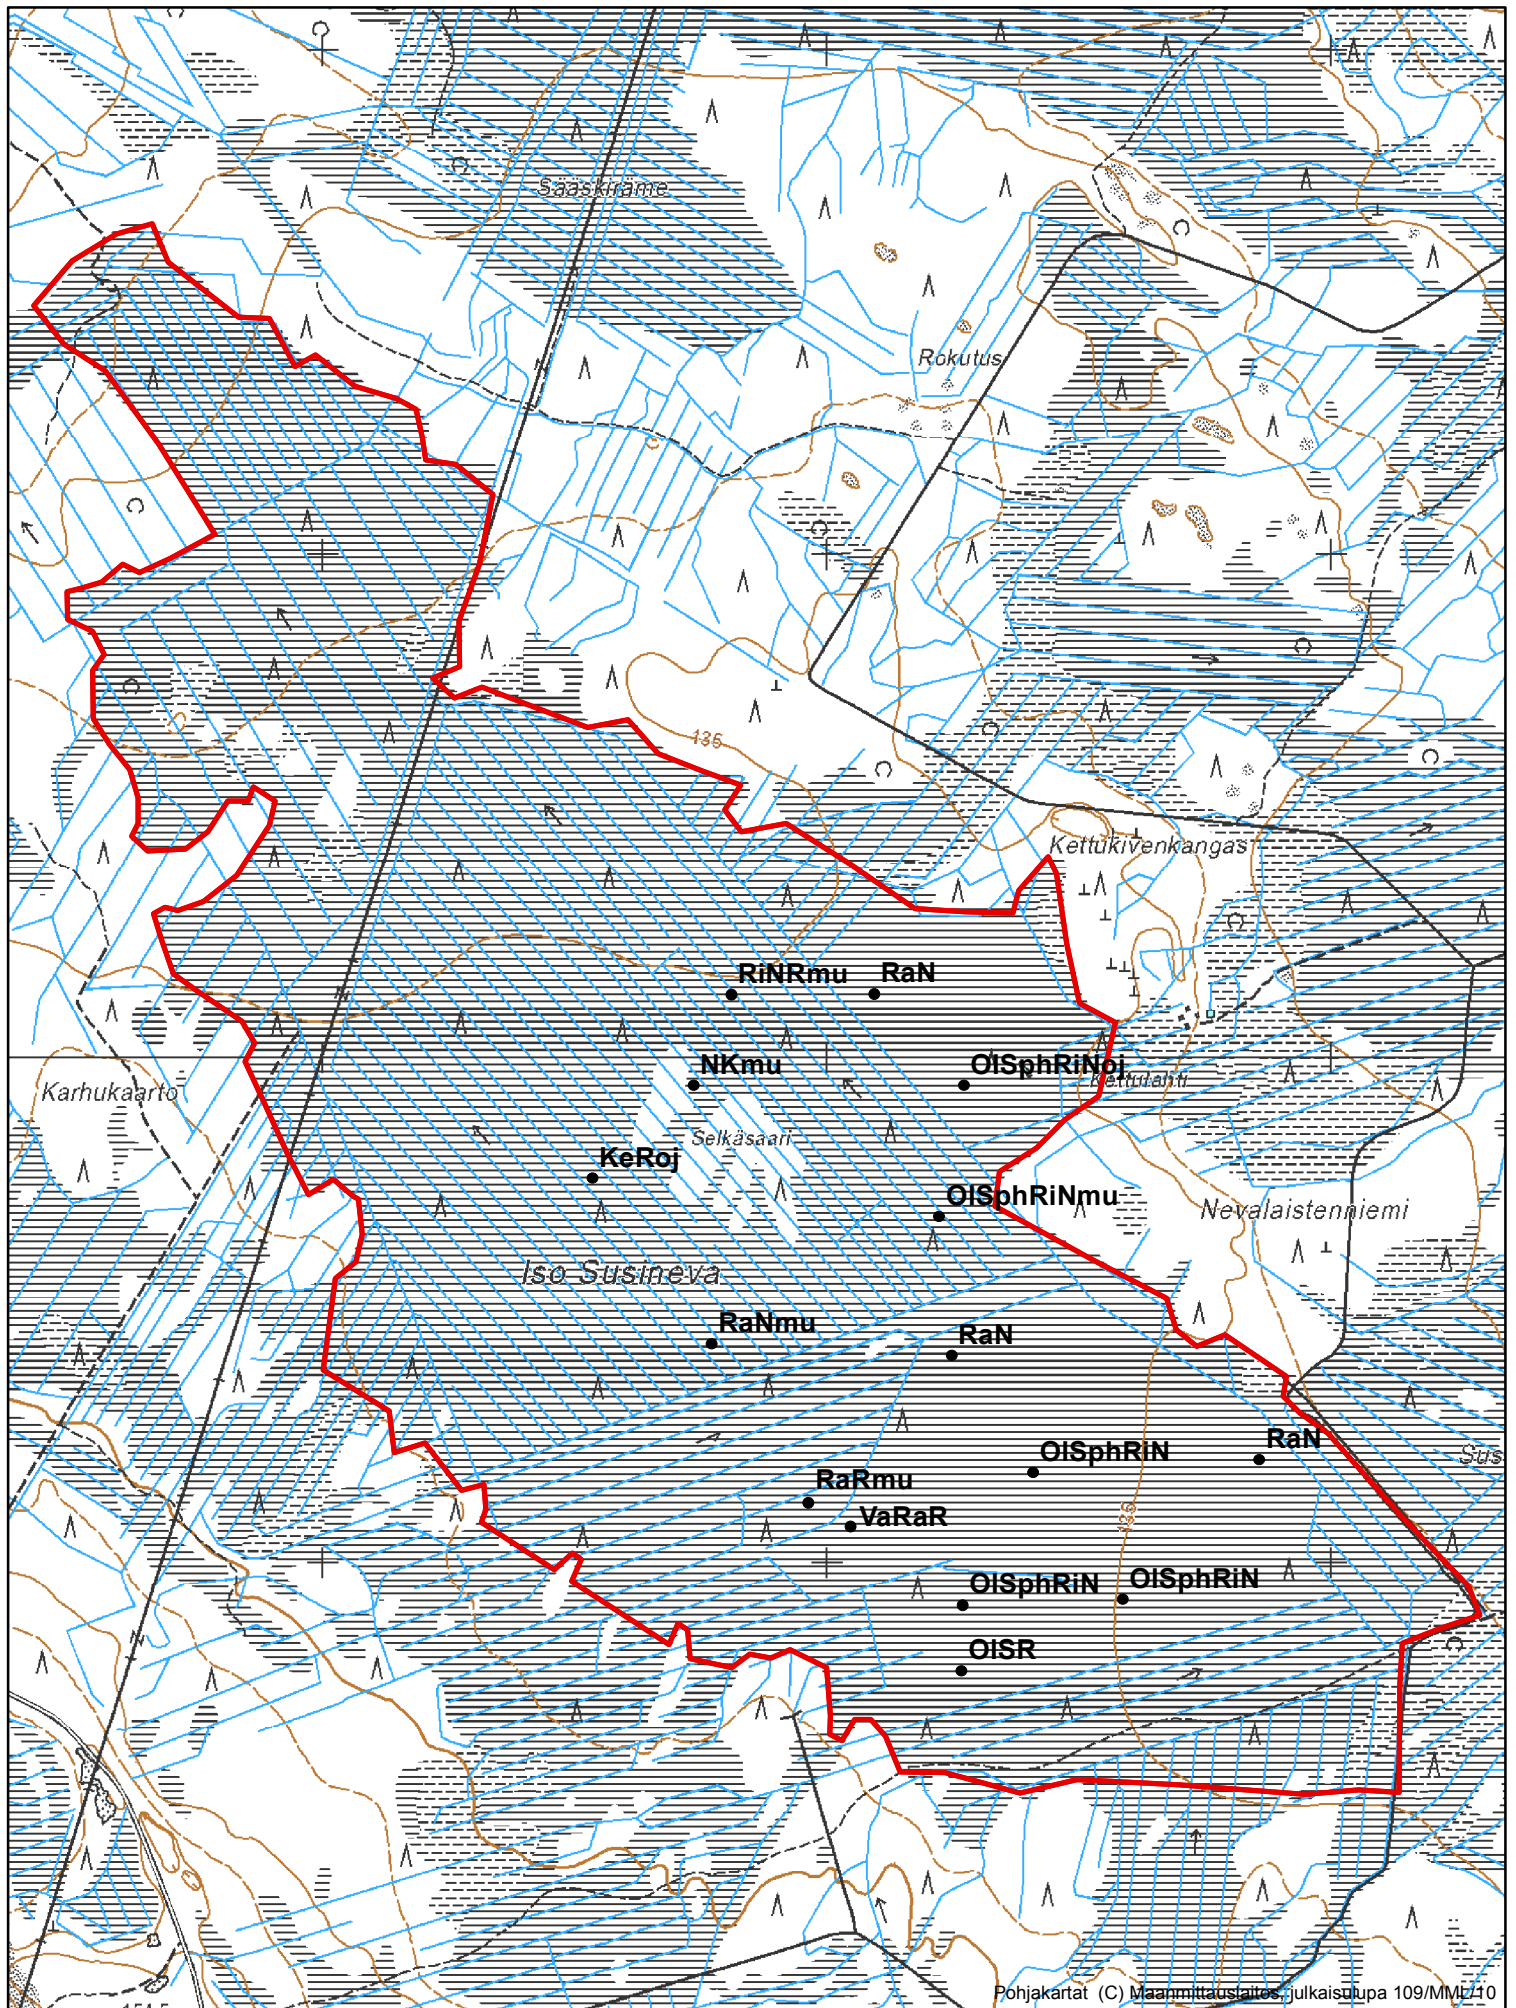 Sääskiräme
Rokutus
135
Kettukivenkangas
RiNRmu
RaN
NKmu
OlSphRiNoj
Kettulahti
Karhukaarto
Selkäsaari
KeRoj
OlSphRiNmu
Nevalaistenniemi
Iso Susineva
RaNmu
RaN
RaN
OlSphRiN
Sus
RaRmu
VaRaR
135
OlSphRiN
OlSphRiN
OlSR
Pohjakartat (C) Maanmittauslaitos, julkaisulupa 109/MML/10